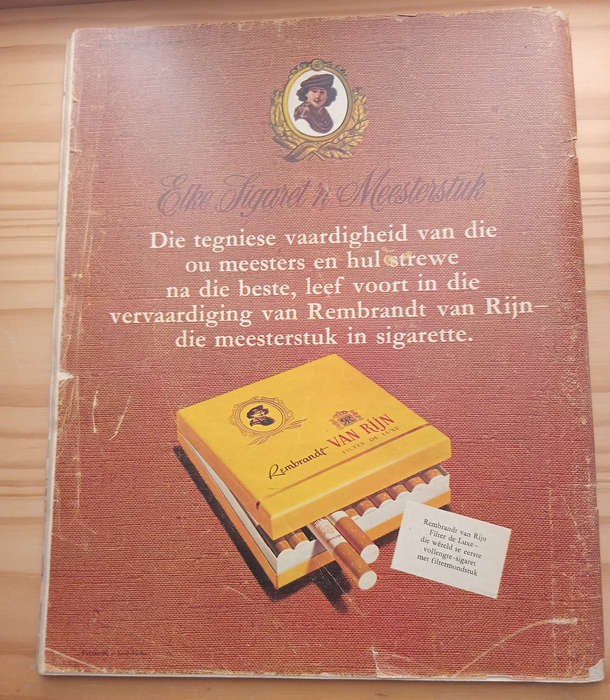 Elke Sigaret 'n Meesterstuk
Die tegniese vaardigheid van die
ou meesters en hul strewe
na die beste, leef voort in die
vervaardiging van Rembrandt van Rijn—
die meesterstuk in sigarette.
Rembrandt VAN RIJN
FILTER DE LUXE
Rembrandt van Rijn
Filter de Luxe –
die wêreld se eerste
vollengte-sigaret
met filtermondstuk